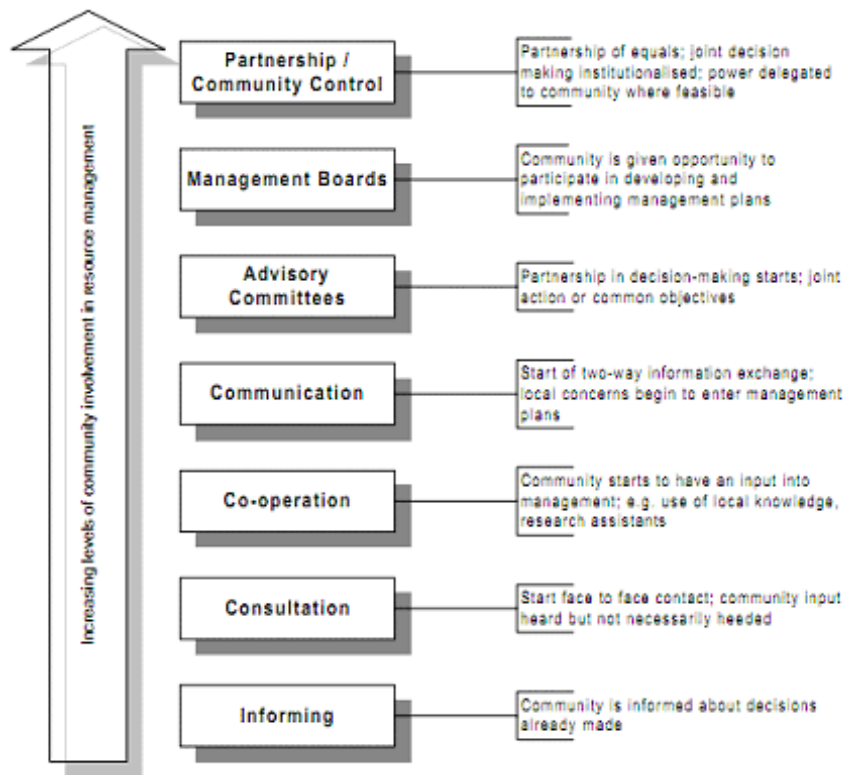 Increasing levels of community involvement in resource management
Partnership /
Community Control
Partnership of equals; joint decision
making institutionalised; power delegated
to community where feasible
Management Boards
Community is given opportunity to
participate in developing and
implementing management plans
Advisory
Committees
Partnership in decision-making starts; joint
action or common objectives
Communication
Start of two-way information exchange;
local concerns begin to enter management
plans
Co-operation
Community starts to have an input into
management; e.g. use of local knowledge,
research assistants
Consultation
Start face to face contact; community input
heard but not necessarily needed
Informing
Community is informed about decisions
already made